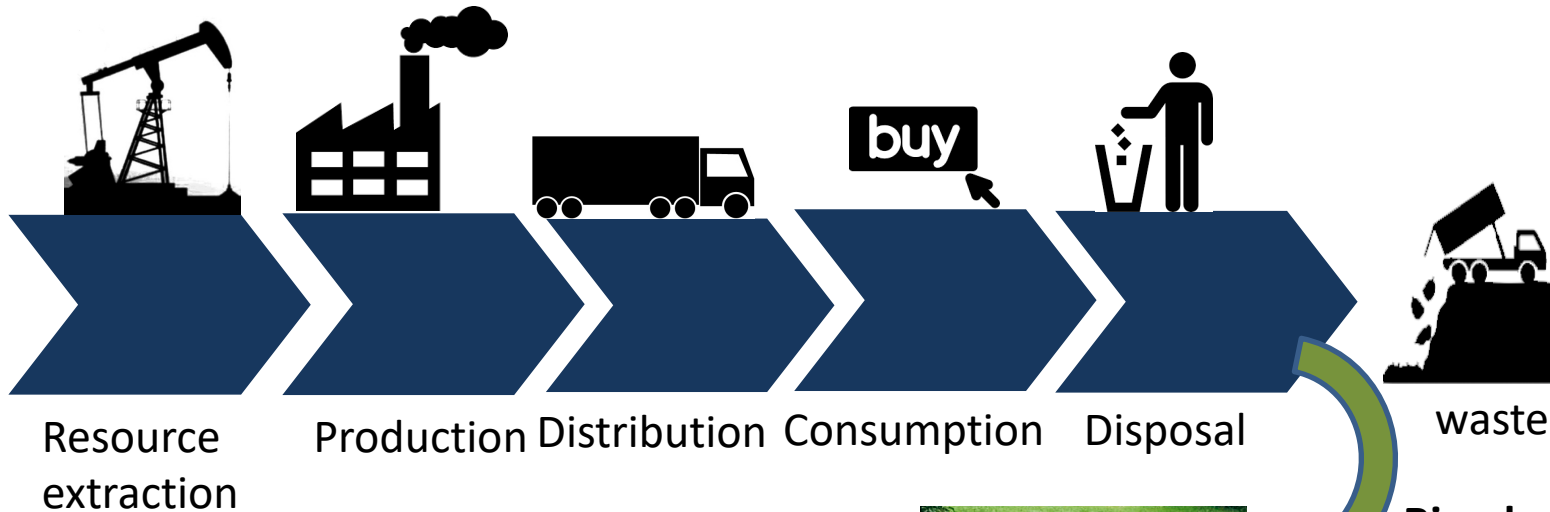 buy
Resource
extraction
Production
Distribution
Consumption
Disposal
waste